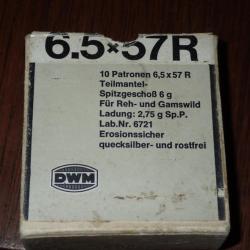 6.5×57R
10 Patronen 6,5 x 57 R
Teilmantel-
Spitzgeschoß 6 g
Für Reh- und Gamswild
Ladung: 2,75 g Sp.P.
Lab.Nr. 6721
Erosionssicher
quecksilber- und rostfrei
DWM